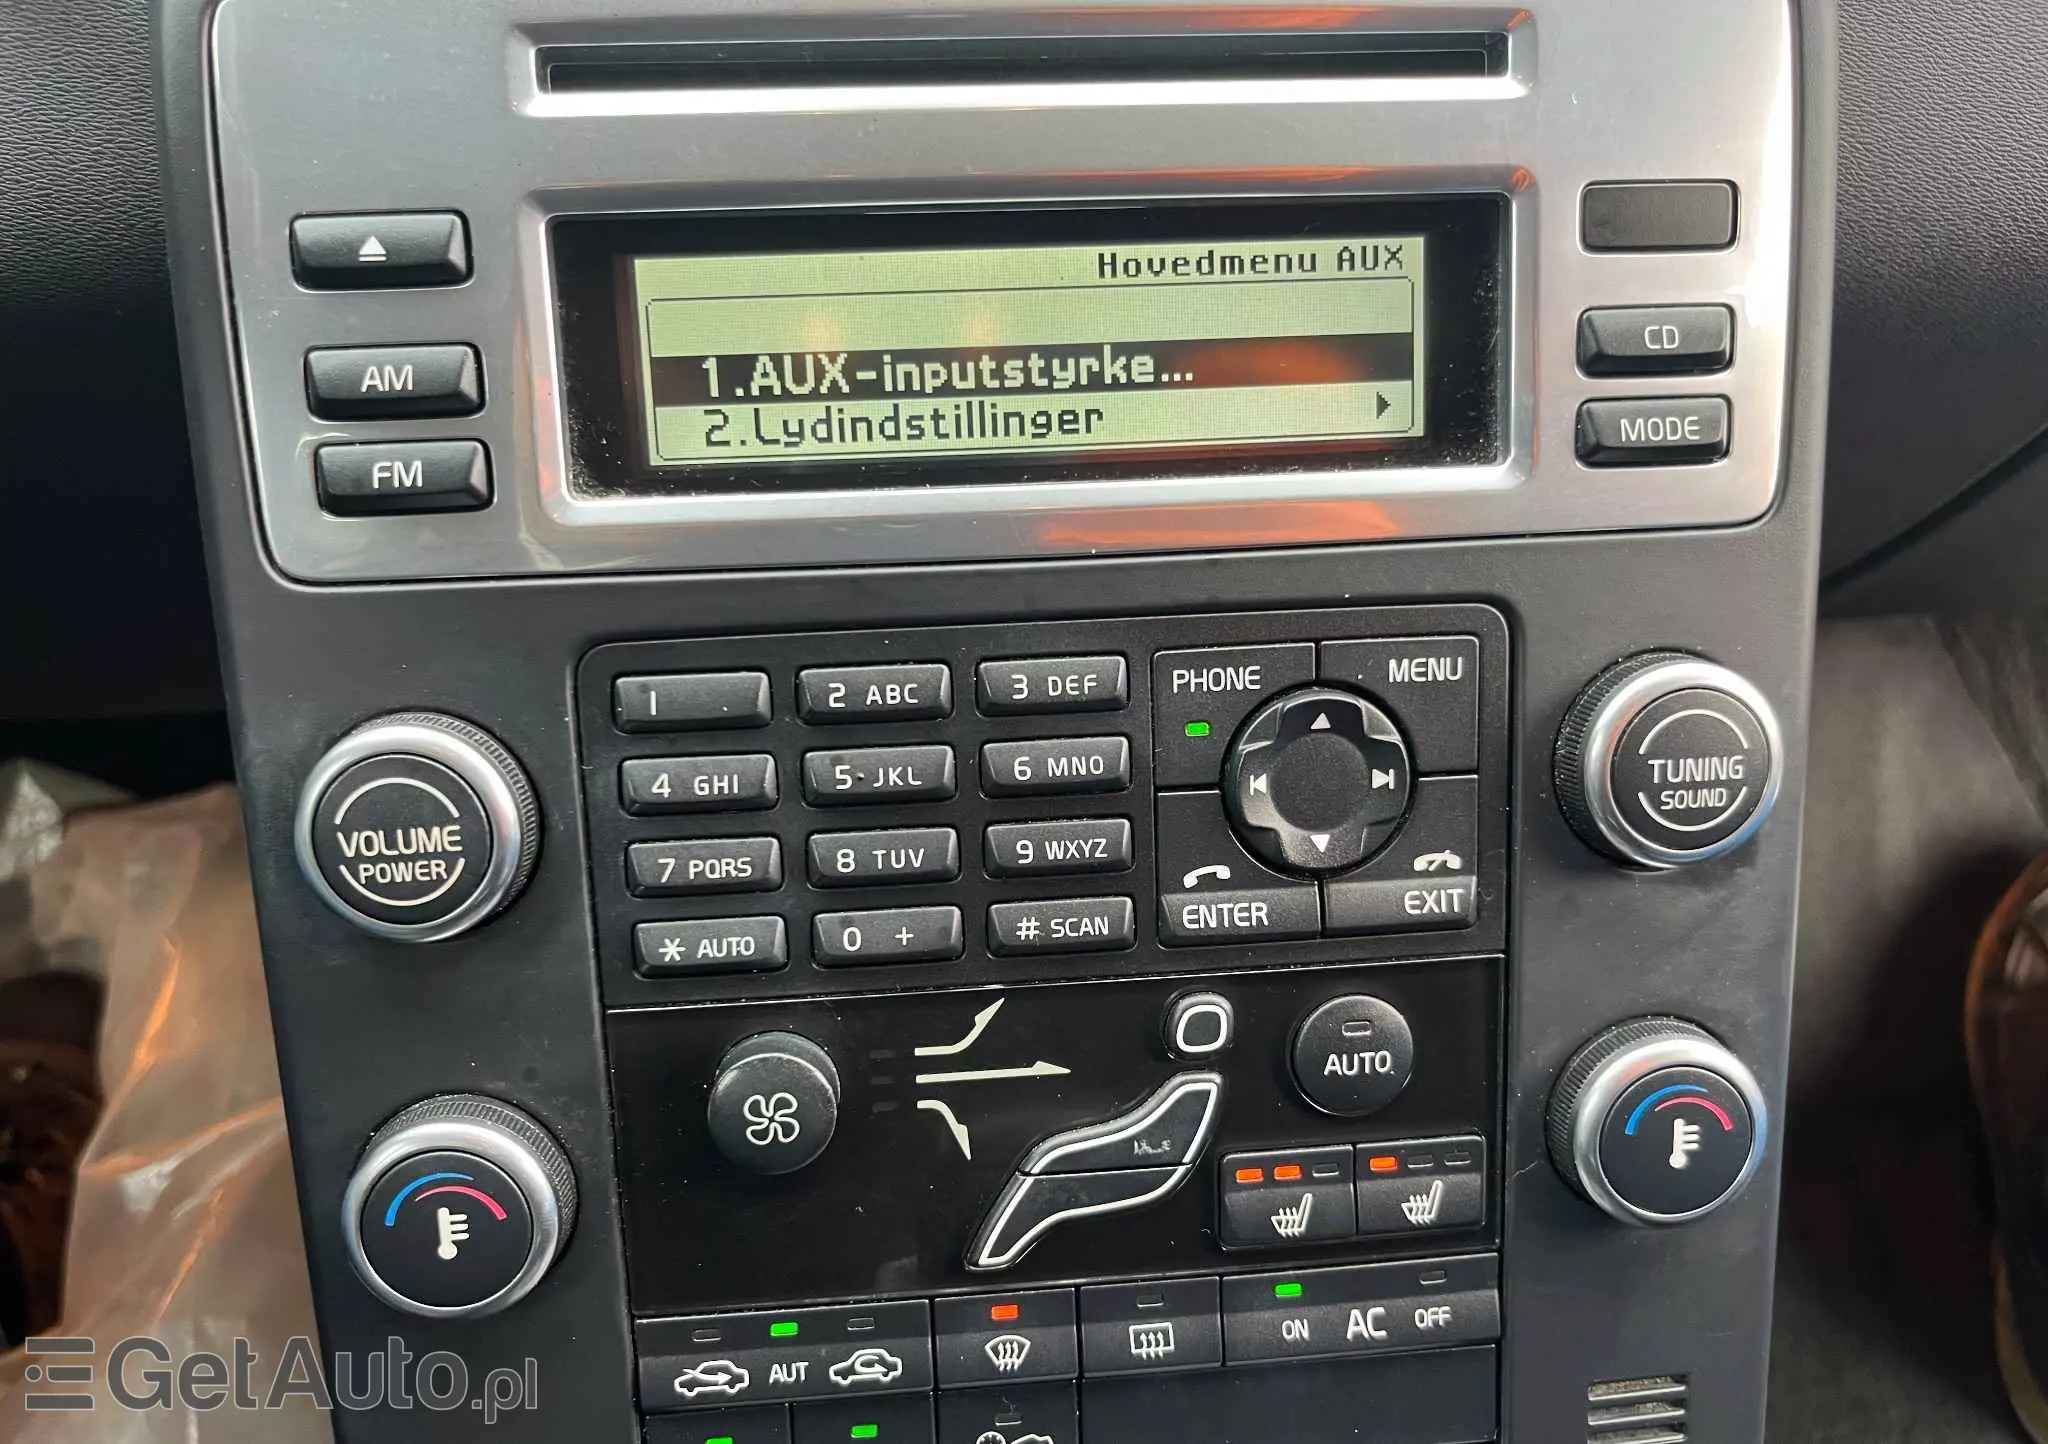 Hovedmenu AUX
1.AUX-inputstyrke...
2.Lydindstillinger
AM
FM
CD
MODE
1
2 ABC
3 DEF
4 GHI
5 JKL
6 MNO
7 PQRS
8 TUV
9 WXYZ
* AUTO
0 +
# SCAN
PHONE
MENU
ENTER
EXIT
VOLUME
POWER
TUNING
SOUND
AUTO
AUT
ON AC OFF
GetAuto.pl